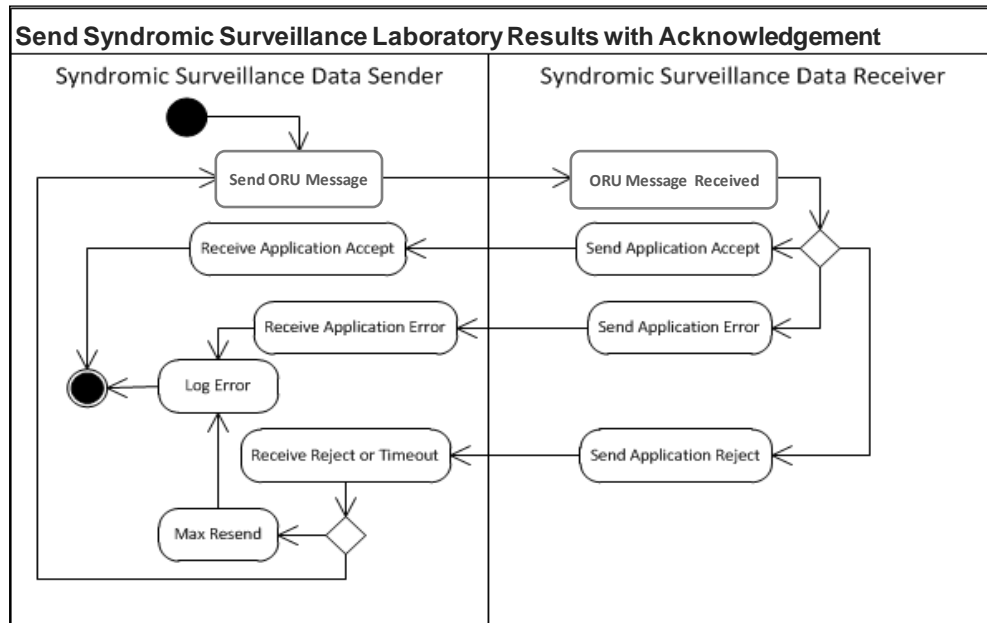 Send Syndromic Surveillance Laboratory Results with Acknowledgement
Syndromic Surveillance Data Sender
Syndromic Surveillance Data Receiver
Send ORU Message
ORU Message Received
Receive Application Accept
Send Application Accept
Receive Application Error
Send Application Error
Log Error
Receive Reject or Timeout
Send Application Reject
Max Resend